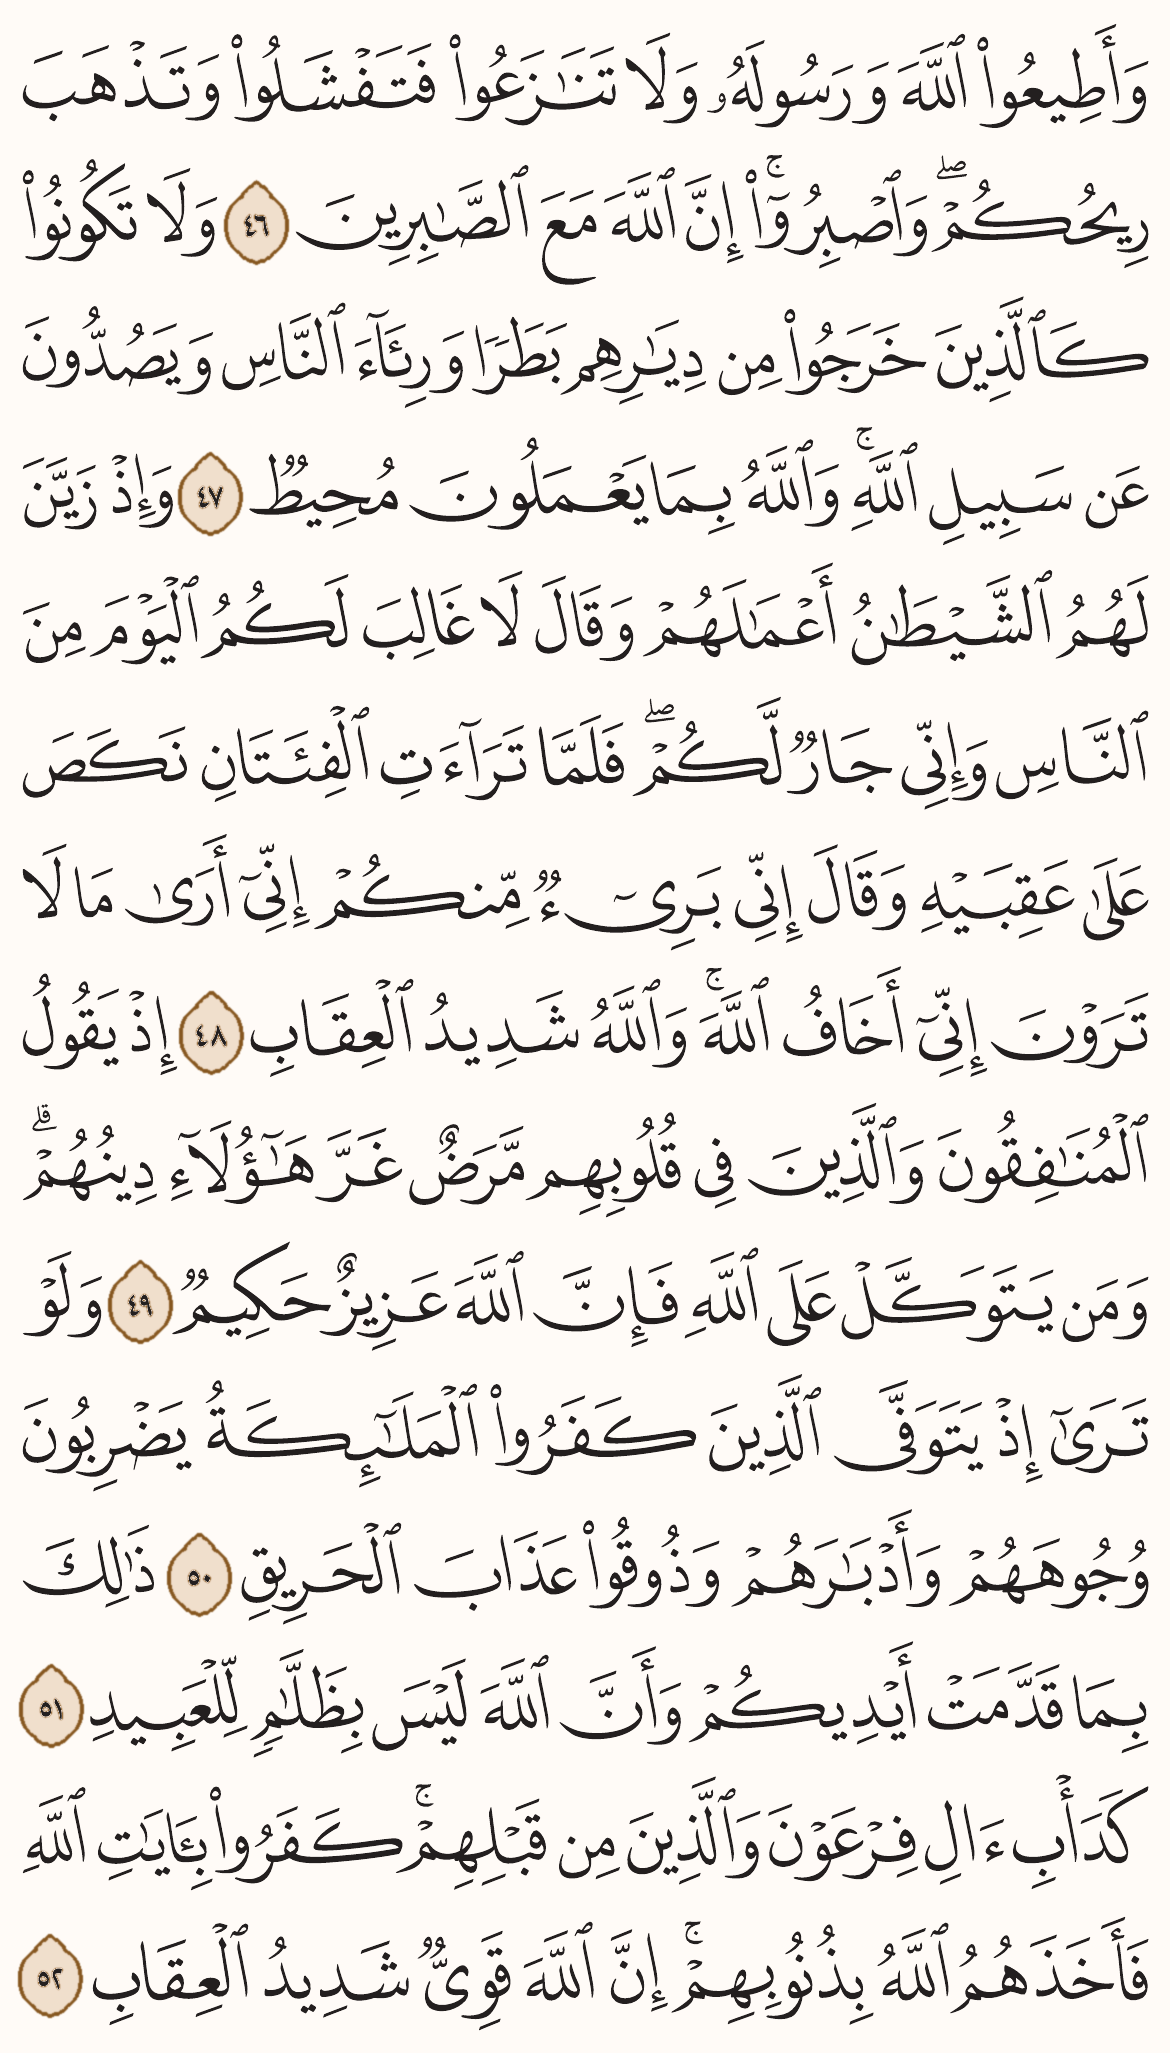 وَأَطِيعُوا۟ ٱللَّهَ وَرَسُولَهُۥ وَلَا تَنَـٰزَعُوا۟ فَتَفْشَلُوا۟ وَتَذْهَبَ
رِيحُكُمْ ۖ وَٱصْبِرُوٓا۟ ۚ إِنَّ ٱللَّهَ مَعَ ٱلصَّـٰبِرِينَ ٤٦ وَلَا تَكُونُوا۟
كَٱلَّذِينَ خَرَجُوا۟ مِن دِيَـٰرِهِم بَطَرًا وَرِئَآءَ ٱلنَّاسِ وَيَصُدُّونَ
عَن سَبِيلِ ٱللَّهِ ۚ وَٱللَّهُ بِمَا يَعْمَلُونَ مُحِيطٌ ٤٧ وَإِذْ زَيَّنَ
لَهُمُ ٱلشَّيْطَـٰنُ أَعْمَـٰلَهُمْ وَقَالَ لَا غَالِبَ لَكُمُ ٱلْيَوْمَ مِنَ
ٱلنَّاسِ وَإِنِّى جَارٌ لَّكُمْ ۖ فَلَمَّا تَرَآءَتِ ٱلْفِئَتَانِ نَكَصَ
عَلَىٰ عَقِبَيْهِ وَقَالَ إِنِّى بَرِىٓءٌ مِّنكُمْ إِنِّىٓ أَرَىٰ مَا لَا
تَرَوْنَ إِنِّىٓ أَخَافُ ٱللَّهَ ۚ وَٱللَّهُ شَدِيدُ ٱلْعِقَابِ ٤٨ إِذْ يَقُولُ
ٱلْمُنَـٰفِقُونَ وَٱلَّذِينَ فِى قُلُوبِهِم مَّرَضٌ غَرَّ هَـٰٓؤُلَآءِ دِينُهُمْ ۗ
وَمَن يَتَوَكَّلْ عَلَى ٱللَّهِ فَإِنَّ ٱللَّهَ عَزِيزٌ حَكِيمٌ ٤٩ وَلَوْ
تَرَىٰٓ إِذْ يَتَوَفَّى ٱلَّذِينَ كَفَرُوا۟ ٱلْمَلَـٰٓئِكَةُ يَضْرِبُونَ
وُجُوهَهُمْ وَأَدْبَـٰرَهُمْ وَذُوقُوا۟ عَذَابَ ٱلْحَرِيقِ ٥٠ ذَٰلِكَ
بِمَا قَدَّمَتْ أَيْدِيكُمْ وَأَنَّ ٱللَّهَ لَيْسَ بِظَلَّـٰمٍ لِّلْعَبِيدِ ٥١
كَدَأْبِ ءَالِ فِرْعَوْنَ وَٱلَّذِينَ مِن قَبْلِهِمْ ۚ كَفَرُوا۟ بِـَٔايَـٰتِ ٱللَّهِ
فَأَخَذَهُمُ ٱللَّهُ بِذُنُوبِهِمْ ۚ إِنَّ ٱللَّهَ قَوِىٌّ شَدِيدُ ٱلْعِقَابِ ٥٢